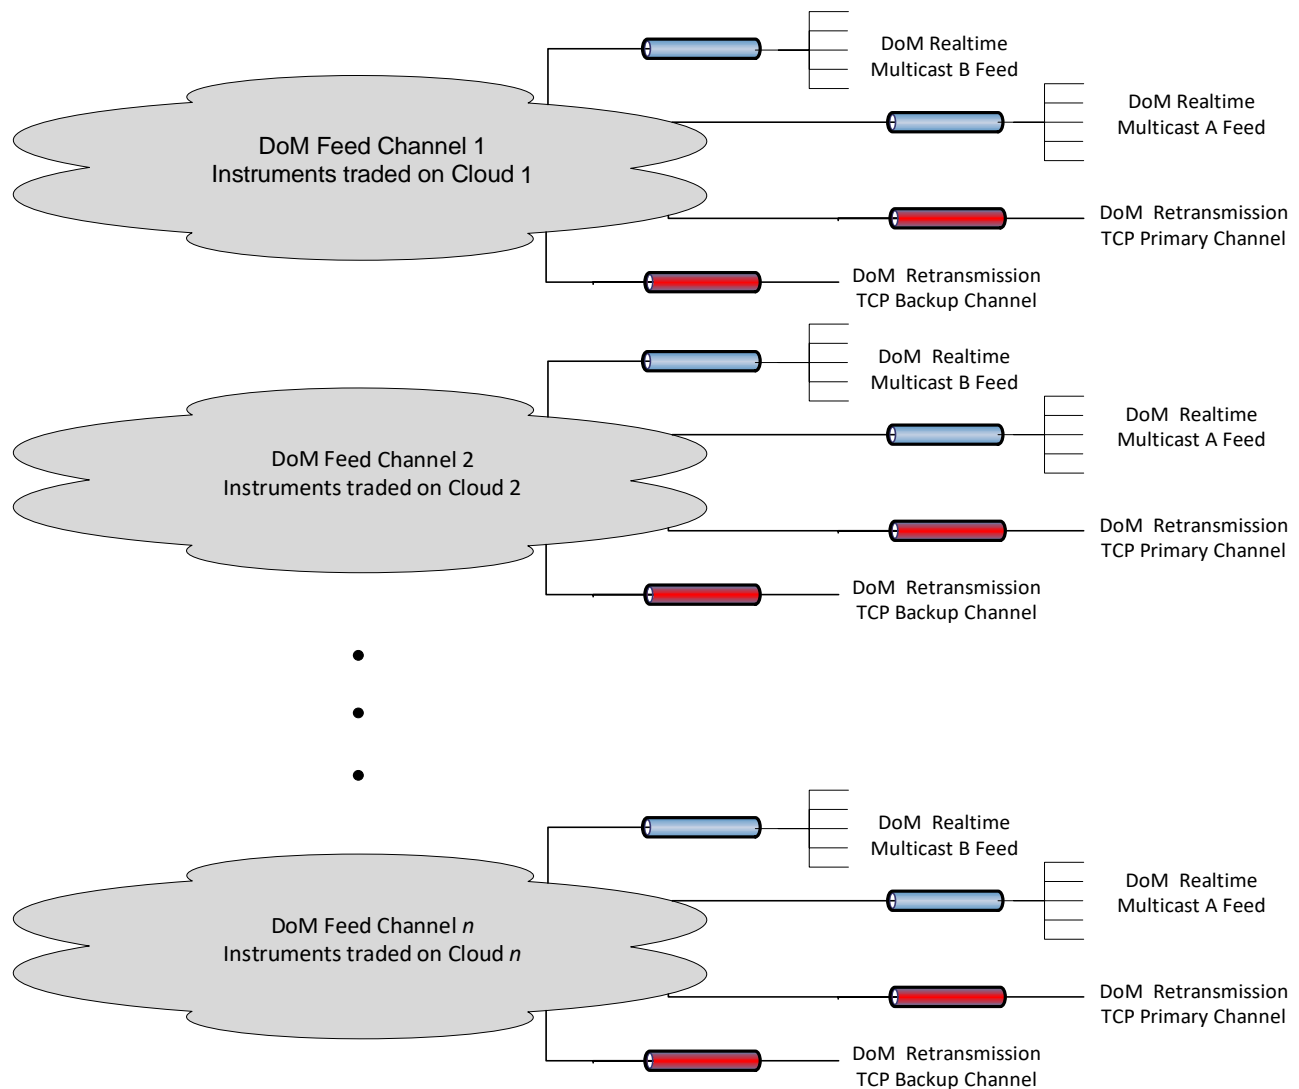 DoM Realtime
Multicast B Feed
DoM Realtime
Multicast A Feed
DoM Feed Channel 1
Instruments traded on Cloud 1
DoM Retransmission
TCP Primary Channel
DoM Retransmission
TCP Backup Channel
DoM Realtime
Multicast B Feed
DoM Realtime
Multicast A Feed
DoM Feed Channel 2
Instruments traded on Cloud 2
DoM Retransmission
TCP Primary Channel
DoM Retransmission
TCP Backup Channel
DoM Realtime
Multicast B Feed
DoM Realtime
Multicast A Feed
DoM Feed Channel n
Instruments traded on Cloud n
DoM Retransmission
TCP Primary Channel
DoM Retransmission
TCP Backup Channel